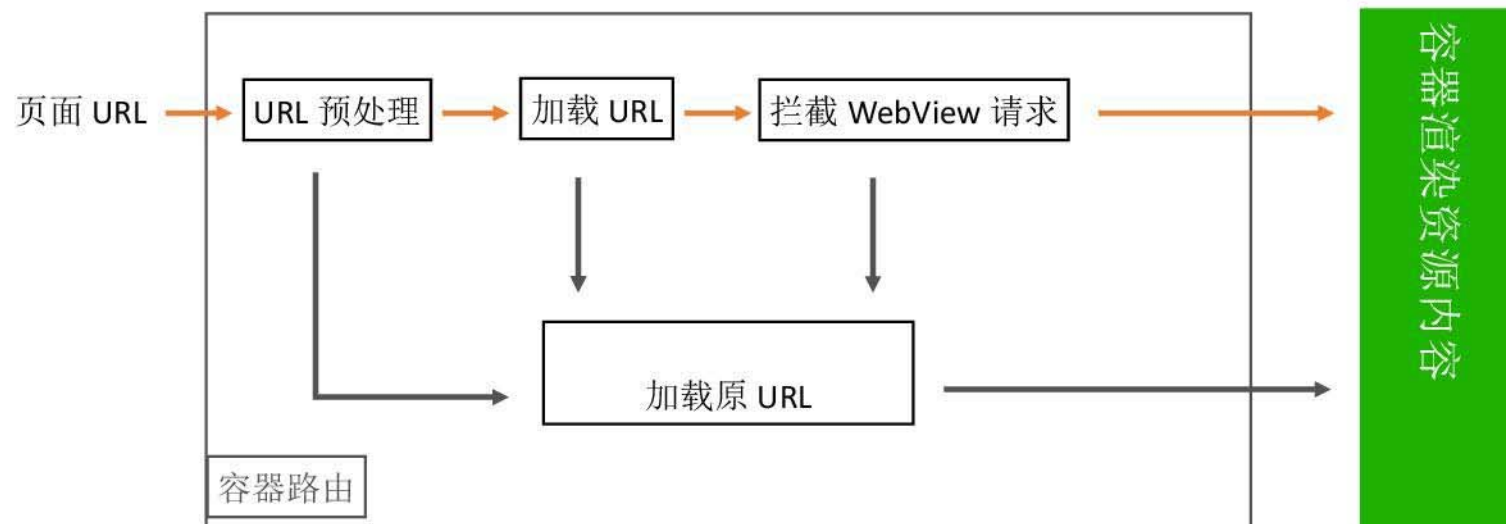 页面 URL
URL 预处理
加载 URL
拦截 WebView 请求
加载原 URL
容器路由
容器渲染资源内容